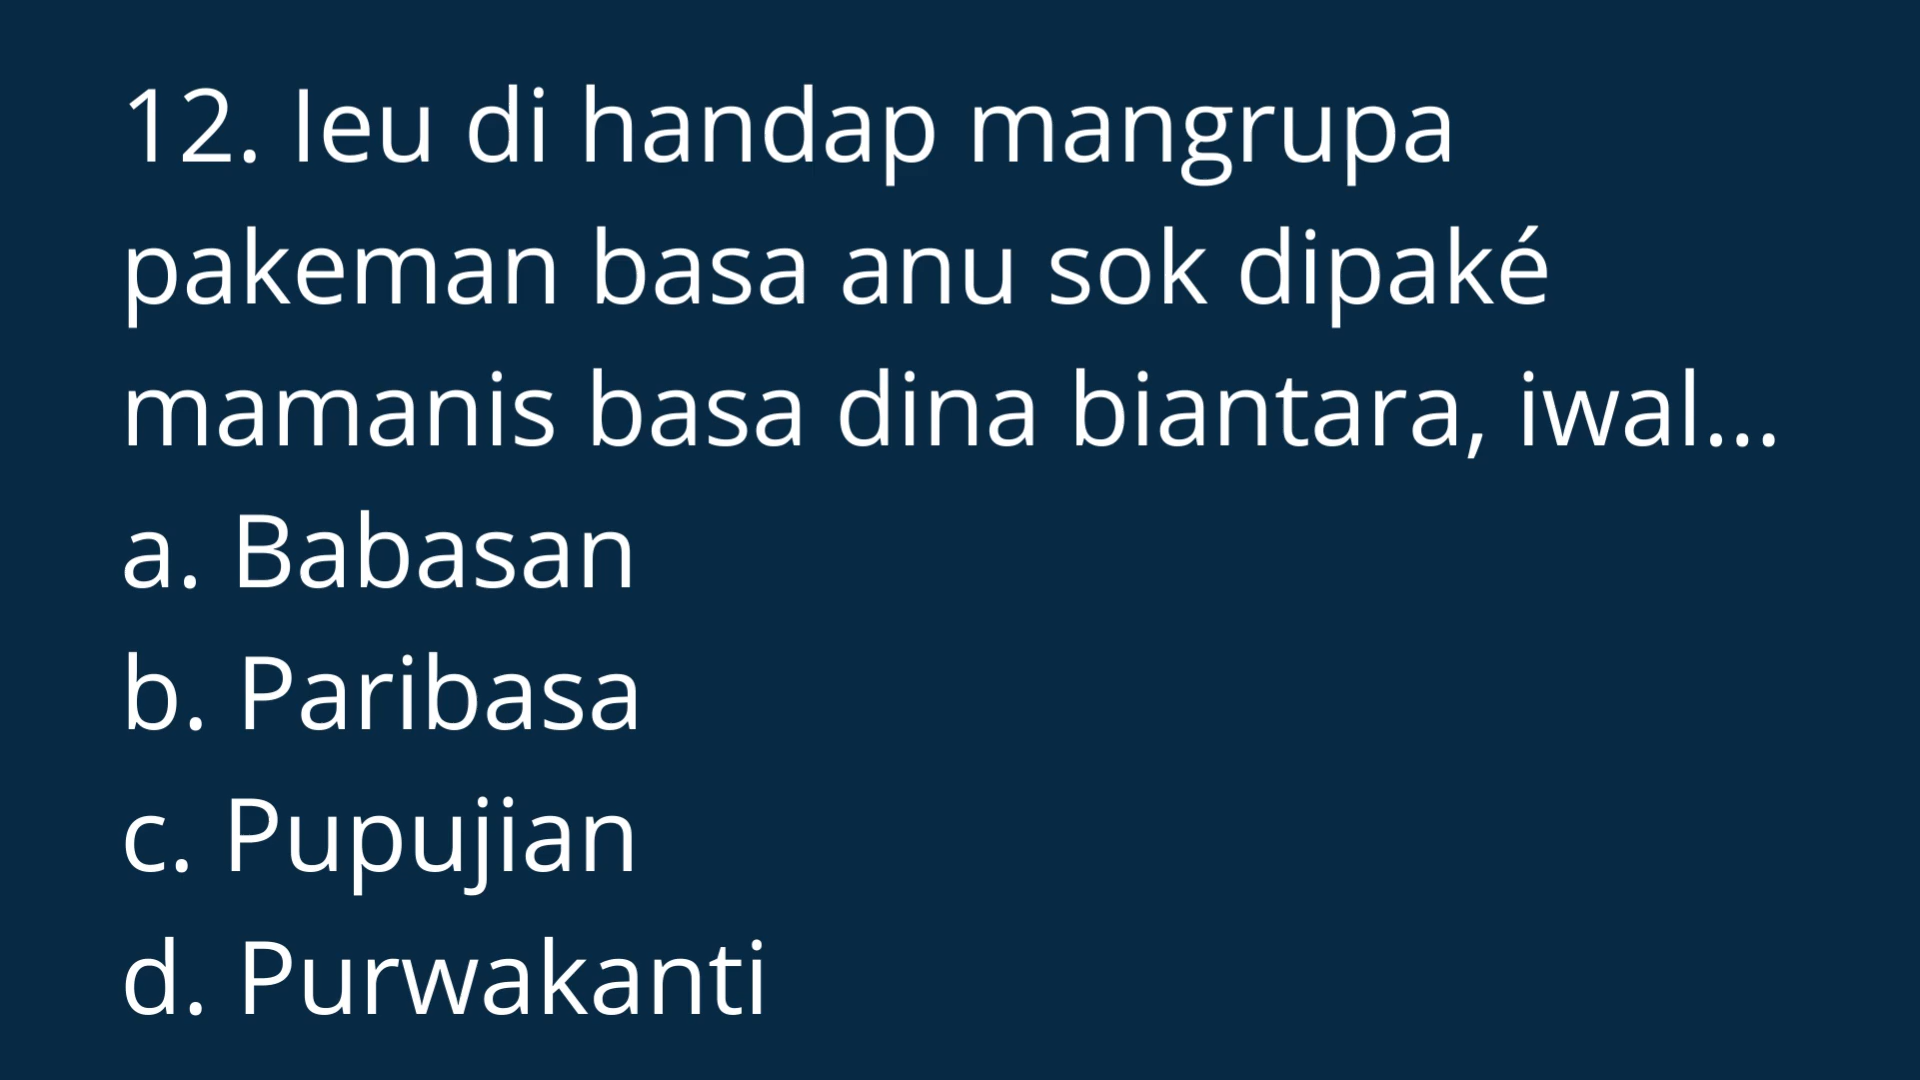 12. Ieu di handap mangrupa
pakeman basa anu sok dipaké
mamanis basa dina biantara, iwal...
a. Babasan
b. Paribasa
c. Pupujian
d. Purwakanti